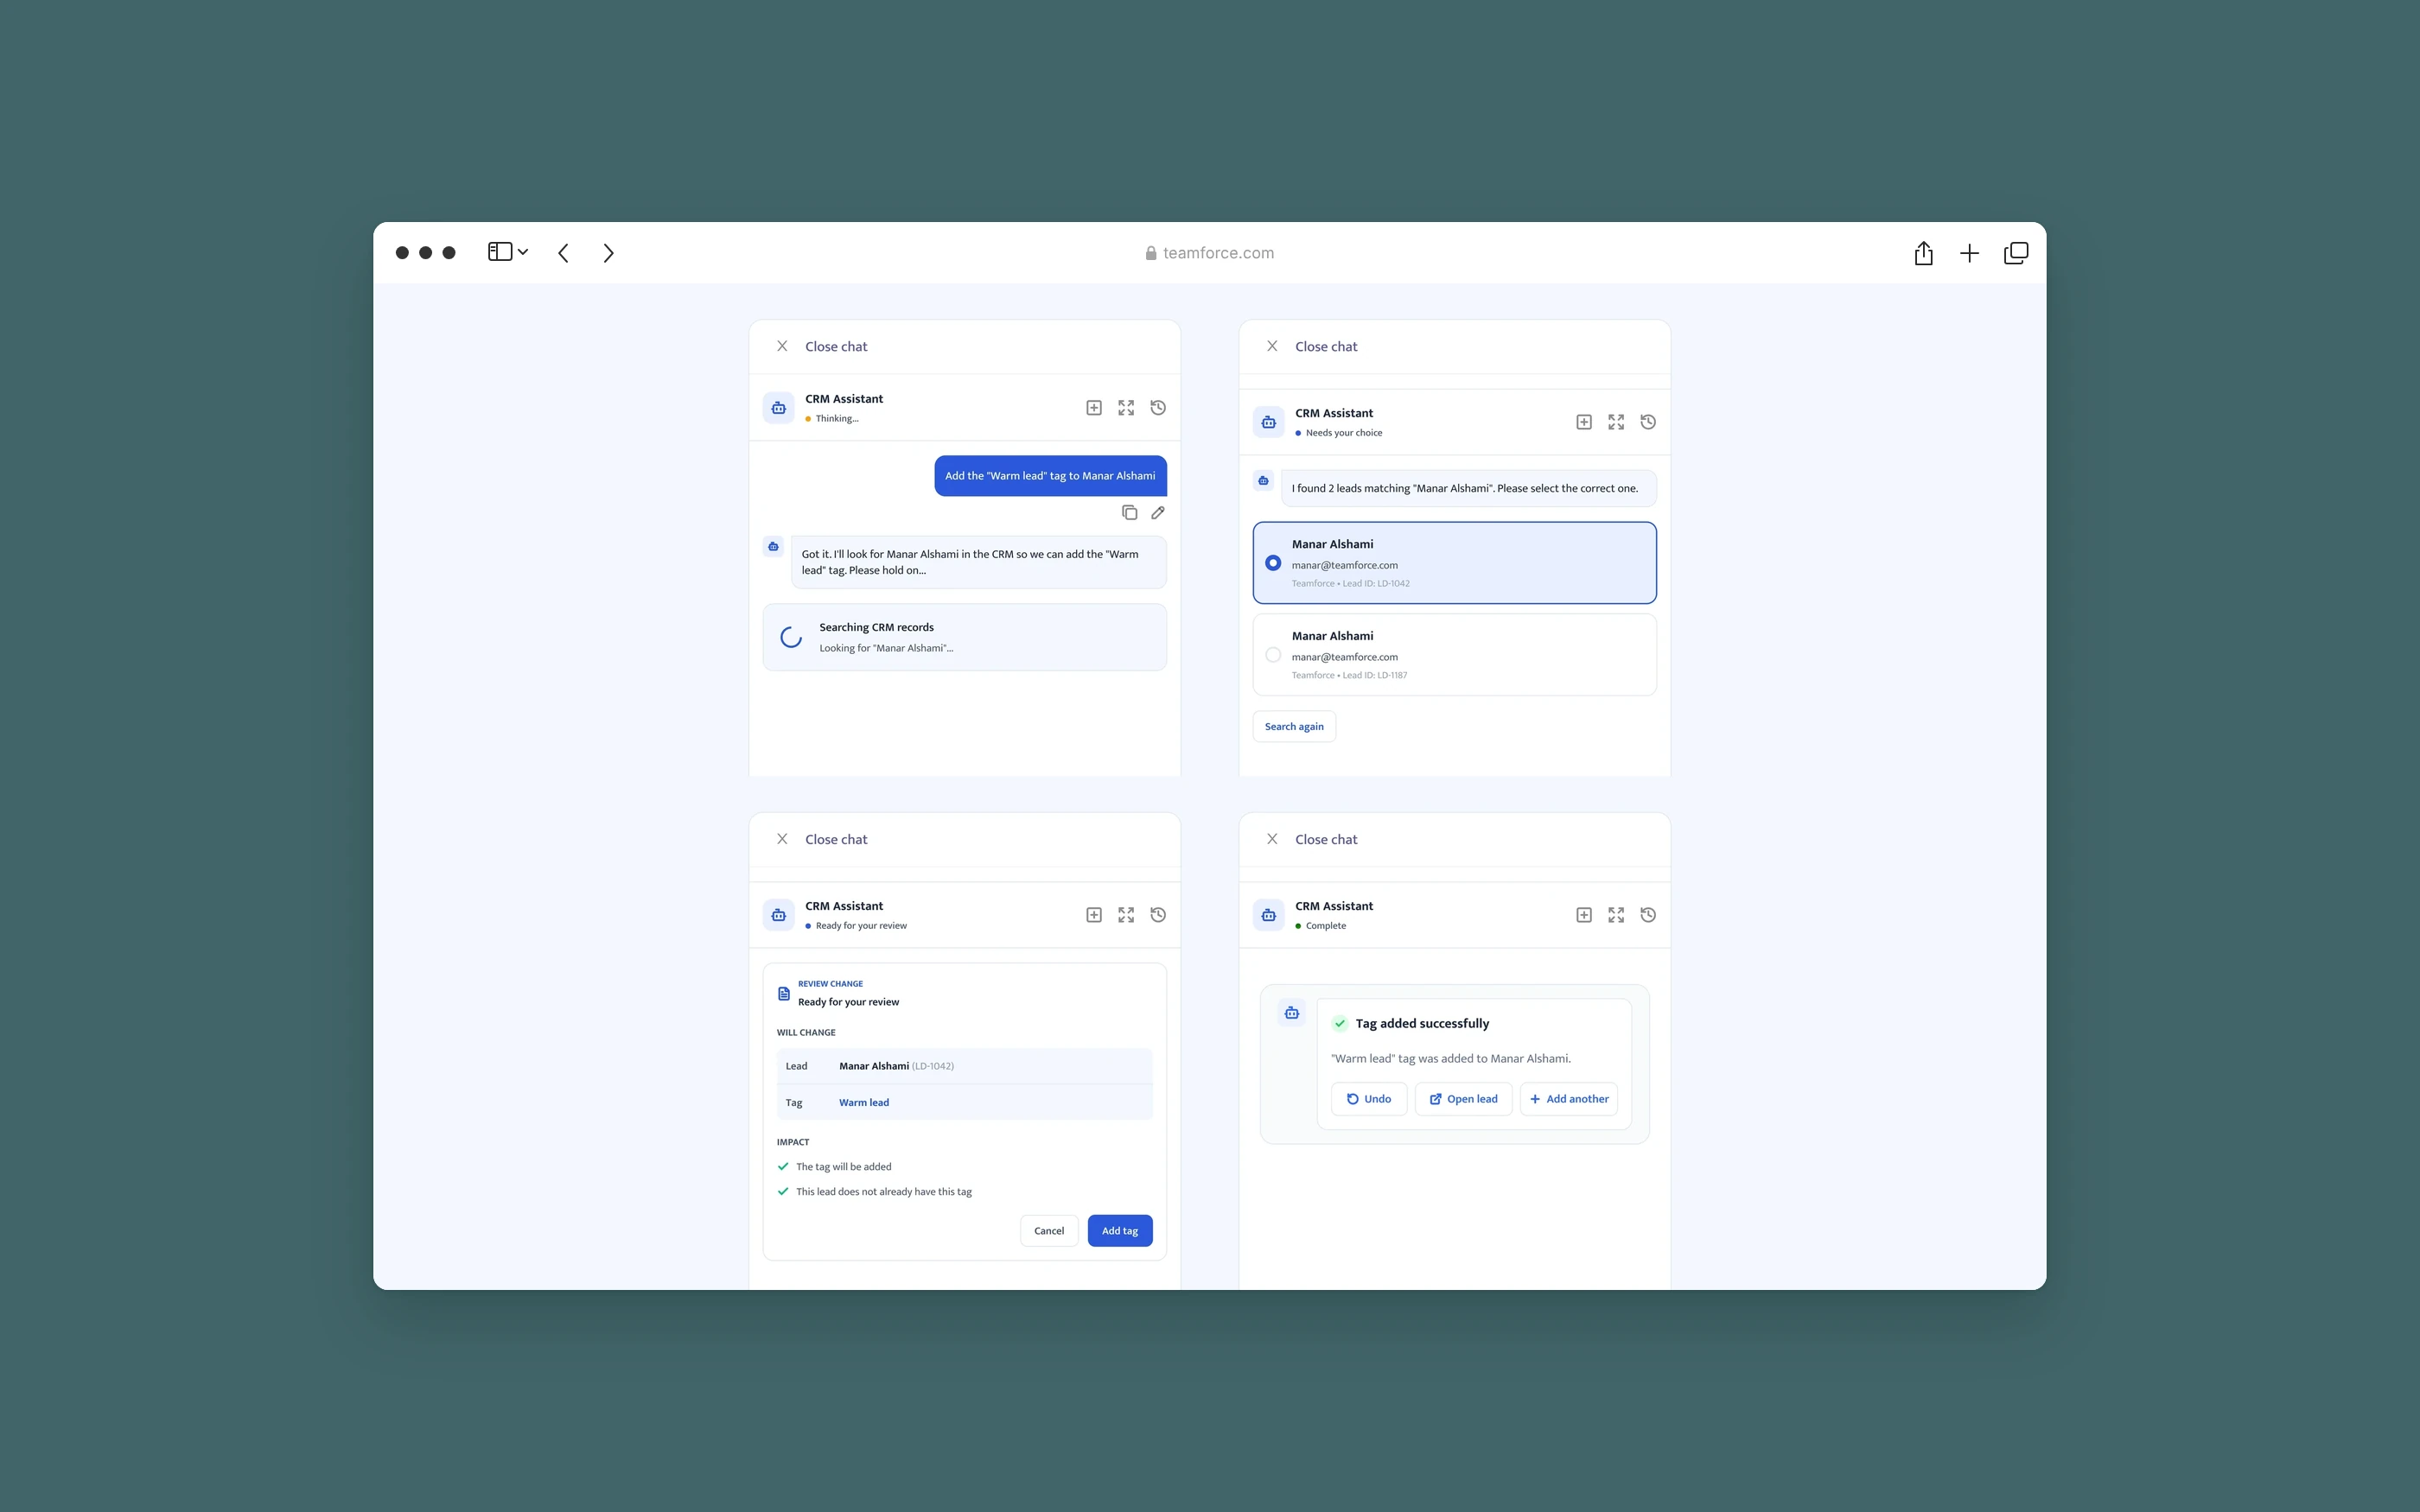 teamforce.com
Close chat
CRM Assistant
Thinking...
Add the "Warm lead" tag to Manar Alshami
Got it. I'll look for Manar Alshami in the CRM so we can add the "Warm
lead" tag. Please hold on...
Searching CRM records
Looking for "Manar Alshami"...
Close chat
CRM Assistant
Needs your choice
I found 2 leads matching "Manar Alshami". Please select the correct one.
Manar Alshami
manar@teamforce.com
Teamforce • Lead ID: LD-1042
Manar Alshami
manar@teamforce.com
Teamforce • Lead ID: LD-1187
Search again
Close chat
CRM Assistant
Ready for your review
REVIEW CHANGE
Ready for your review
WILL CHANGE
Lead Manar Alshami (LD-1042)
Tag Warm lead
IMPACT
The tag will be added
This lead does not already have this tag
Cancel Add tag
Close chat
CRM Assistant
Complete
Tag added successfully
"Warm lead" tag was added to Manar Alshami.
Undo Open lead Add another